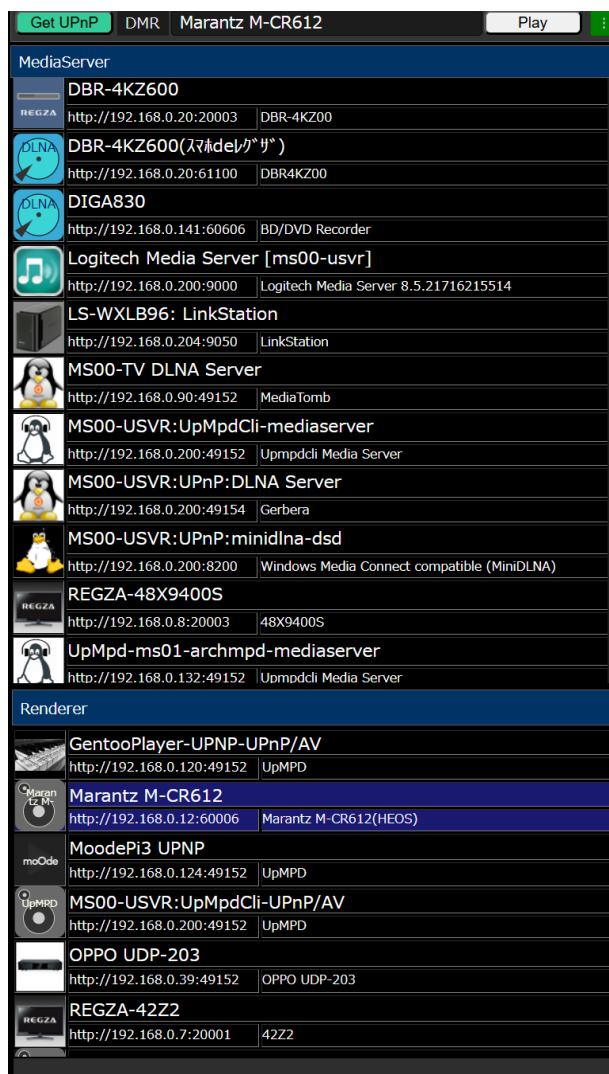 Get UPnP DMR Marantz M-CR612 Play
MediaServer
DBR-4KZ600
REGZA
http://192.168.0.20:20003 DBR-4KZ00
DLNA
DBR-4KZ600(ｽﾏﾎdeﾚｸﾞｻﾞ)
http://192.168.0.20:61100 DBR4KZ00
DLNA
DIGA830
http://192.168.0.141:60606 BD/DVD Recorder
Logitech Media Server [ms00-usvr]
http://192.168.0.200:9000 Logitech Media Server 8.5.21716215514
LS-WXLB96: LinkStation
http://192.168.0.204:9050 LinkStation
MS00-TV DLNA Server
http://192.168.0.90:49152 MediaTomb
MS00-USVR:UpMpdCli-mediaserver
http://192.168.0.200:49152 Upmpdcli Media Server
MS00-USVR:UPnP:DLNA Server
http://192.168.0.200:49154 Gerbera
MS00-USVR:UPnP:minidlna-dsd
http://192.168.0.200:8200 Windows Media Connect compatible (MiniDLNA)
REGZA-48X9400S
REGZA
http://192.168.0.8:20003 48X9400S
UpMpd-ms01-archmpd-mediaserver
http://192.168.0.132:49152 Upmpdcli Media Server
Renderer
GentooPlayer-UPNP-UPnP/AV
http://192.168.0.120:49152 UpMPD
Maran
tz M-
Marantz M-CR612
http://192.168.0.12:60006 Marantz M-CR612(HEOS)
MoodePi3 UPNP
moOde
http://192.168.0.124:49152 UpMPD
UpMPD
MS00-USVR:UpMpdCli-UPnP/AV
http://192.168.0.200:49152 UpMPD
OPPO UDP-203
http://192.168.0.39:49152 OPPO UDP-203
REGZA-42Z2
REGZA
http://192.168.0.7:20001 42Z2